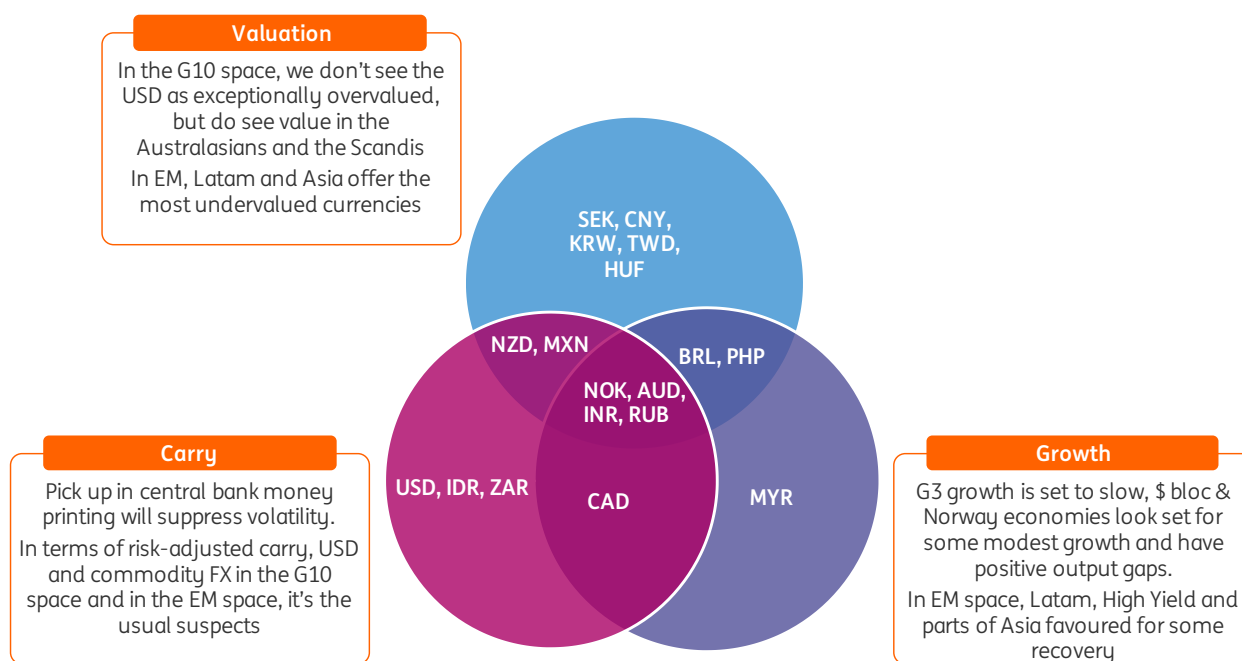 Valuation
In the G10 space, we don't see the
USD as exceptionally overvalued,
but do see value in the
Australasians and the Scandis
In EM, Latam and Asia offer the
most undervalued currencies
SEK, CNY,
KRW, TWD,
HUF
NZD, MXN
BRL, PHP
NOK, AUD,
INR, RUB
USD, IDR, ZAR
CAD
MYR
Carry
Pick up in central bank money
printing will suppress volatility.
In terms of risk-adjusted carry, USD
and commodity FX in the G10
space and in the EM space, it's the
usual suspects
Growth
G3 growth is set to slow, $ bloc &
Norway economies look set for
some modest growth and have
positive output gaps.
In EM space, Latam, High Yield and
parts of Asia favoured for some
recovery